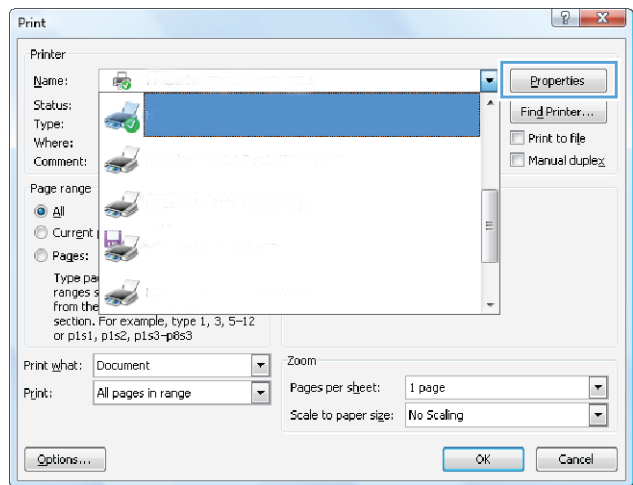 Print
Printer
Name:
Properties
Status:
Find Printer...
Type:
Print to file
Where:
Manual duplex
Comment:
Page range
All
Current
Pages:
Type
ranges
from the
section. For example, type 1, 3, 5–12
or p1s1, p1s2, p1s3–p8s3
Print what: Document
Zoom
Print: All pages in range
Pages per sheet: 1 page
Scale to paper size: No Scaling
Options...
OK
Cancel